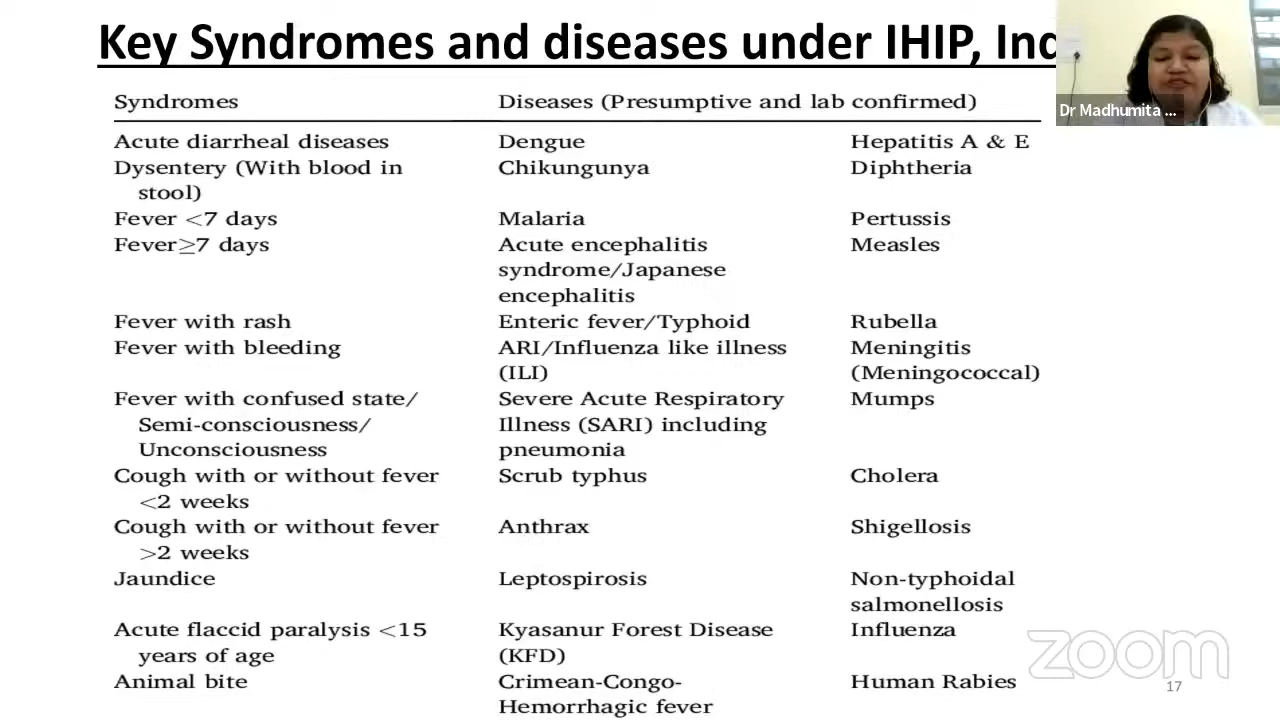 Key Syndromes and diseases under IHIP, Ind
Dr Madhumita ...
Syndromes Diseases (Presumptive and lab confirmed)
Acute diarrheal diseases Dengue Hepatitis A & E
Dysentery (With blood in Chikungunya Diphtheria
stool)
Fever <7 days Malaria Pertussis
Fever≥7 days Acute encephalitis Measles
syndrome/Japanese
encephalitis
Fever with rash Enteric fever/Typhoid Rubella
Fever with bleeding ARI/Influenza like illness Meningitis
(ILI) (Meningococcal)
Fever with confused state/ Severe Acute Respiratory Mumps
Semi-consciousness/ Illness (SARI) including
Unconsciousness pneumonia
Cough with or without fever Scrub typhus Cholera
<2 weeks
Cough with or without fever Anthrax Shigellosis
>2 weeks
Jaundice Leptospirosis Non-typhoidal
salmonellosis
Acute flaccid paralysis <15 Kyasanur Forest Disease Influenza
years of age (KFD)
Animal bite Crimean-Congo- Human Rabies
Hemorrhagic fever
zoom
17